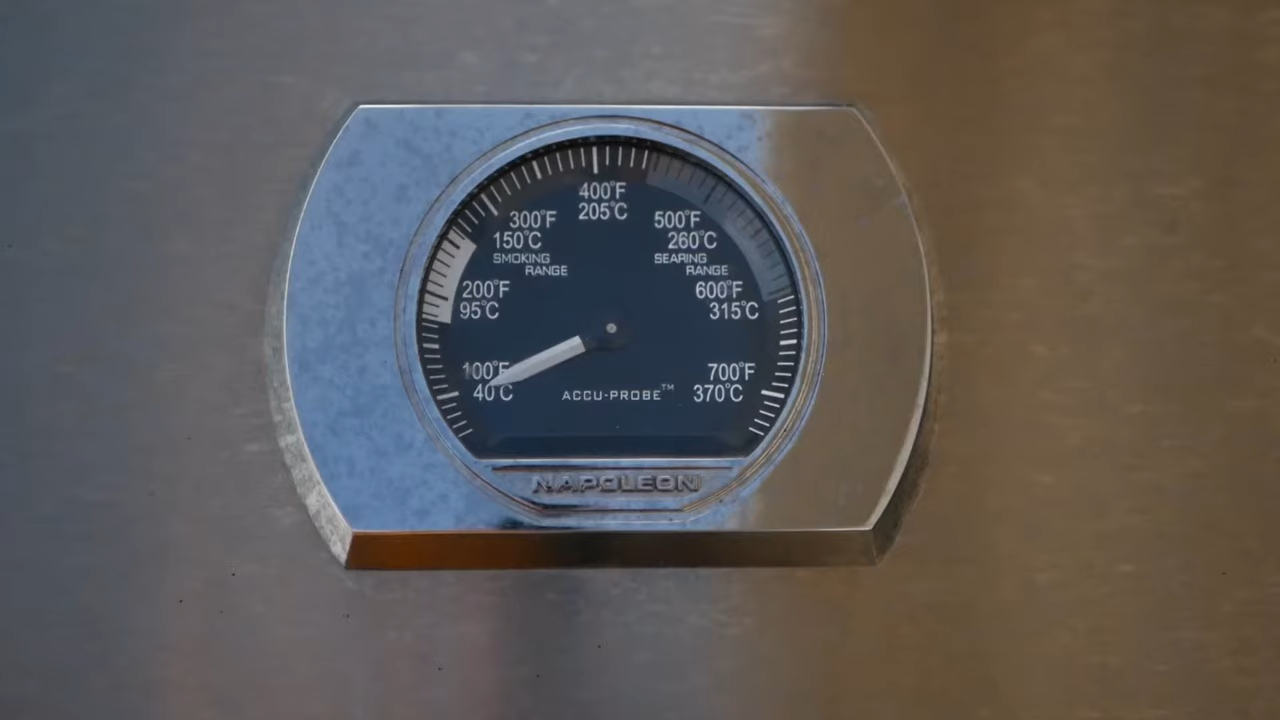 400°F
205°C
300°F
150°C
SMOKING
RANGE
500°F
260°C
SEARING
RANGE
200°F
95°C
600°F
315°C
100°F
40°C
700°F
370°C
ACCU-PROBE™
NAPOLEON